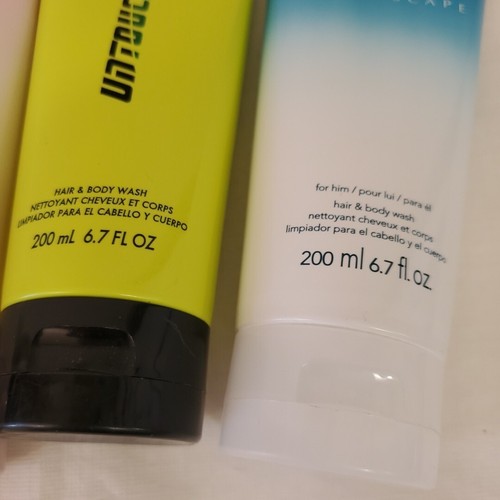 HAIR & BODY WASH
NETTOYANT CHEVEUX ET CORPS
LIMPIADOR PARA EL CABELLO Y CUERPO
200 mL 6.7 FL OZ
for him / pour lui / para él
hair & body wash
nettoyant cheveux et corps
limpiador para el cabello y el cuerpo
200 ml 6.7 fl. oz.